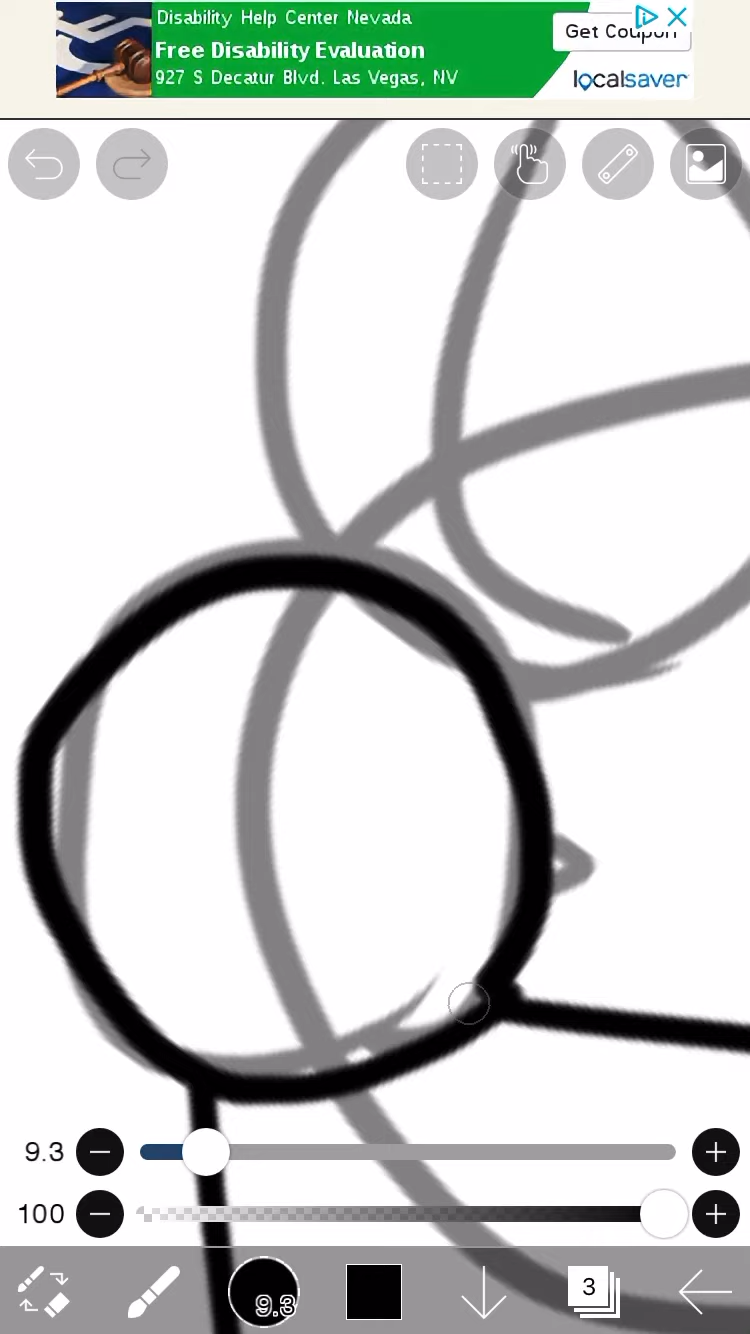 Disability Help Center Nevada
Free Disability Evaluation
927 S Decatur Blvd. Las Vegas, NV
Get Coupon
localsaver
9.3
100
9.3
3